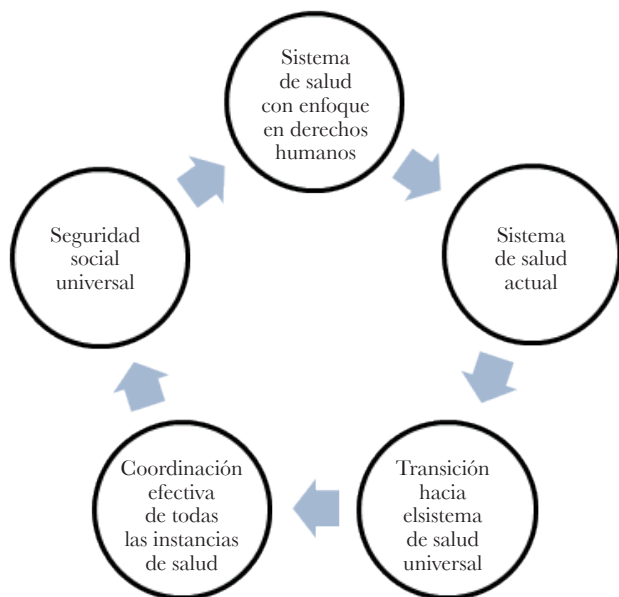 Sistema
de salud
con enfoque
en derechos
humanos
Sistema
de salud
actual
Transición
hacia
elsistema
de salud
universal
Coordinación
efectiva
de todas
las instancias
de salud
Seguridad
social
universal